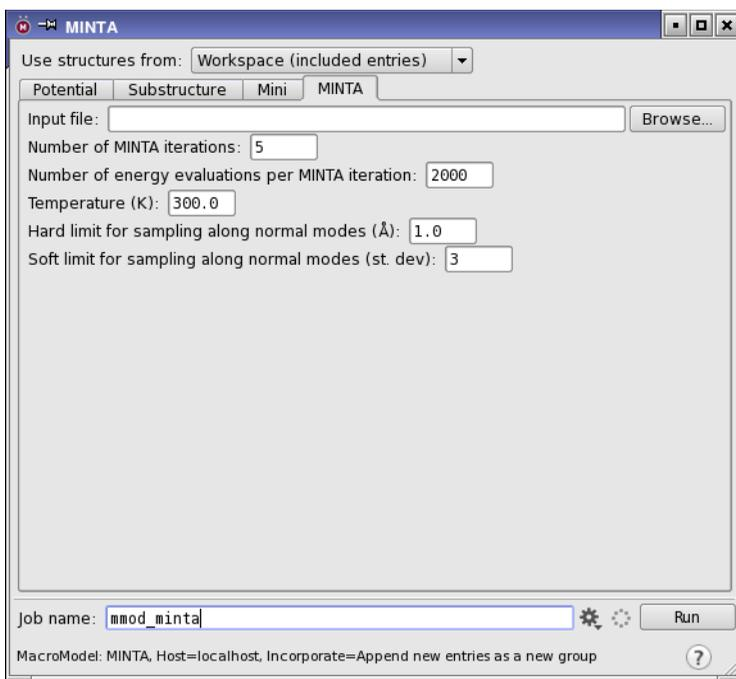 MINTA
Use structures from: Workspace (included entries)
Potential Substructure Mini MINTA
Input file: Browse...
Number of MINTA iterations: 5
Number of energy evaluations per MINTA iteration: 2000
Temperature (K): 300.0
Hard limit for sampling along normal modes (Å): 1.0
Soft limit for sampling along normal modes (st. dev): 3
Job name: mmod_minta Run
MacroModel: MINTA, Host=localhost, Incorporate=Append new entries as a new group ?